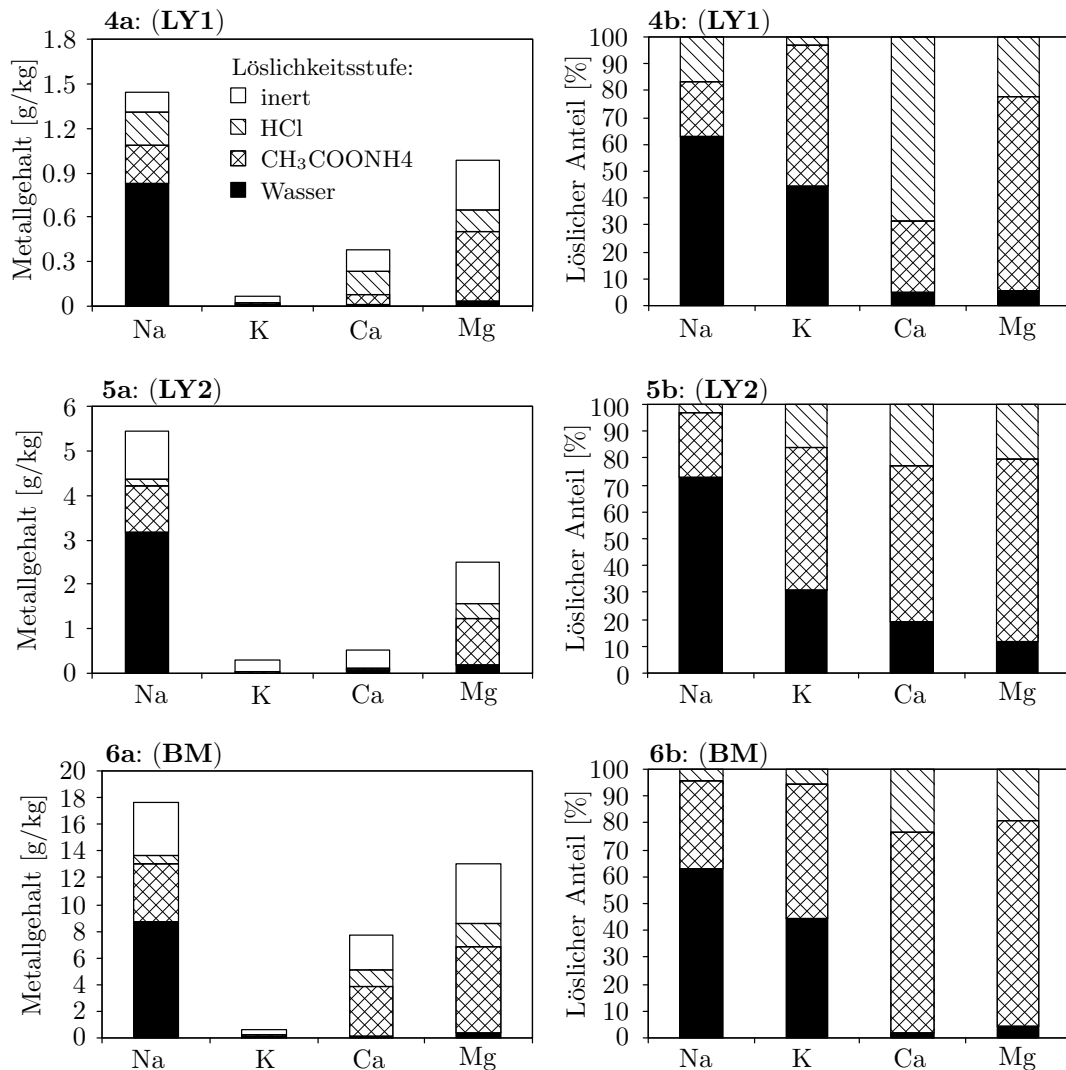 4a: (LY1)
Metallgehalt [g/kg]
1.8
1.5
1.2
0.9
0.6
0.3
0
Löslichkeitsstufe:
inert
HCl
CH₃COONH4
Wasser
Na K Ca Mg
4b: (LY1)
Löslicher Anteil [%]
100
90
80
70
60
50
40
30
20
10
0
Na K Ca Mg
5a: (LY2)
Metallgehalt [g/kg]
6
5
4
3
2
1
0
Na K Ca Mg
5b: (LY2)
Löslicher Anteil [%]
100
90
80
70
60
50
40
30
20
10
0
Na K Ca Mg
6a: (BM)
Metallgehalt [g/kg]
20
18
16
14
12
10
8
6
4
2
0
Na K Ca Mg
6b: (BM)
Löslicher Anteil [%]
100
90
80
70
60
50
40
30
20
10
0
Na K Ca Mg